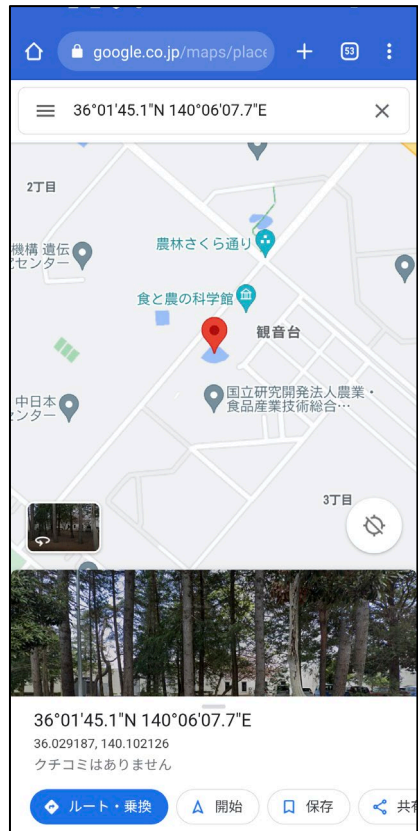 google.co.jp/maps/place
53
36°01'45.1"N 140°06'07.7"E
2丁目
農林さくら通り
機構 遺伝
センター
食と農の科学館
観音台
中日本
ンター
国立研究開発法人農業・
食品産業技術総合…
3丁目
36°01'45.1"N 140°06'07.7"E
36.029187, 140.102126
クチコミはありません
ルート・乗換
開始
保存
共有